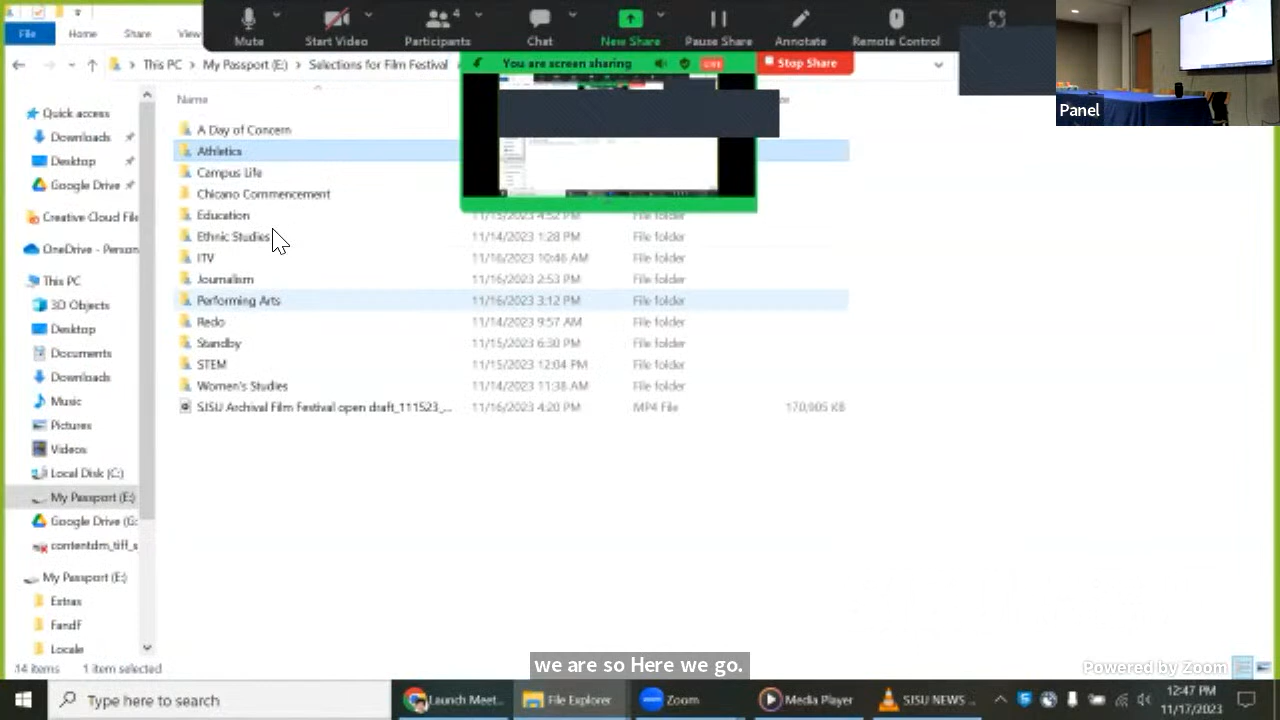 Mute
Start Video
Participants
4
Chat
New Share
Pause Share
Annotate
Remote Control
File
Home
Share
View
This PC
My Passport (E:)
Selections for Film Festival
You are screen sharing
LIVE
Stop Share
Panel
Name
Quick access
Downloads
Desktop
Google Drive
Creative Cloud File
OneDrive - Person
This PC
3D Objects
Desktop
Documents
Downloads
Music
Pictures
Videos
Local Disk (C:)
My Passport (E:)
Google Drive (G:
contentdm_tiff_s
My Passport (E:)
Extras
FandF
Locale
A Day of Concern
Athletics
Campus Life
Chicano Commencement
Education 11/15/2023 4:52 PM File folder
Ethnic Studies 11/14/2023 1:28 PM File folder
ITV 11/16/2023 10:46 AM File folder
Journalism 11/16/2023 2:53 PM File folder
Performing Arts 11/16/2023 3:12 PM File folder
Redo 11/14/2023 9:57 AM File folder
Standby 11/15/2023 6:30 PM File folder
STEM 11/15/2023 12:04 PM File folder
Women's Studies 11/14/2023 11:38 AM File folder
SJSU Archival Film Festival open draft_111523_... 11/16/2023 4:20 PM MP4 File 170,905 KB
14 items 1 item selected
we are so Here we go.
Powered by Zoom
Type here to search
Launch Meet...
File Explorer
Zoom
Media Player
SJSU NEWS ...
12:47 PM
11/17/2023